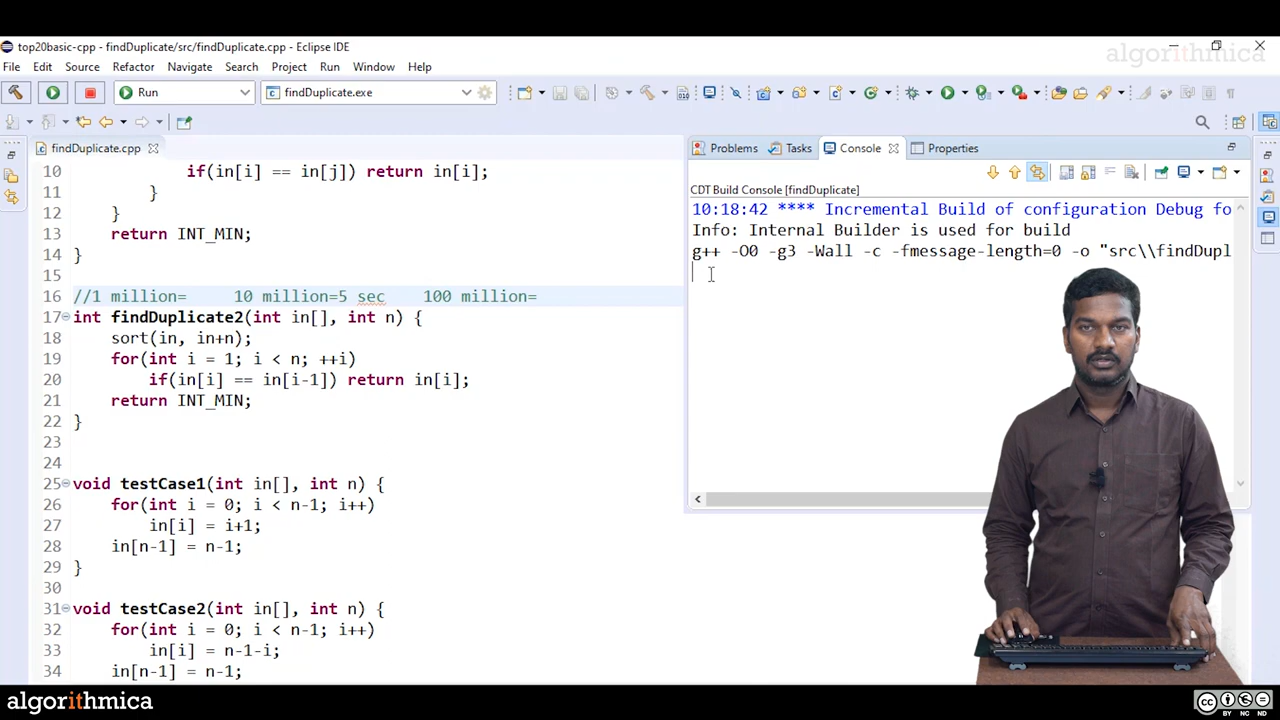 algorithmica
top20basic-cpp - findDuplicate/src/findDuplicate.cpp - Eclipse IDE
File Edit Source Refactor Navigate Search Project Run Window Help
Run findDuplicate.exe
findDuplicate.cpp
10 if(in[i] == in[j]) return in[i];
11 }
12 }
13 return INT_MIN;
14 }
15
16 //1 million= 10 million=5 sec 100 million=
17 int findDuplicate2(int in[], int n) {
18 sort(in, in+n);
19 for(int i = 1; i < n; ++i)
20 if(in[i] == in[i-1]) return in[i];
21 return INT_MIN;
22 }
23
24
25 void testCase1(int in[], int n) {
26 for(int i = 0; i < n-1; i++)
27 in[i] = i+1;
28 in[n-1] = n-1;
29 }
30
31 void testCase2(int in[], int n) {
32 for(int i = 0; i < n-1; i++)
33 in[i] = n-1-i;
34 in[n-1] = n-1;
Problems Tasks Console Properties
CDT Build Console [findDuplicate]
10:18:42 **** Incremental Build of configuration Debug fo
Info: Internal Builder is used for build
g++ -O0 -g3 -Wall -c -fmessage-length=0 -o "src\\findDupl
algorithmica
cc BY NC ND